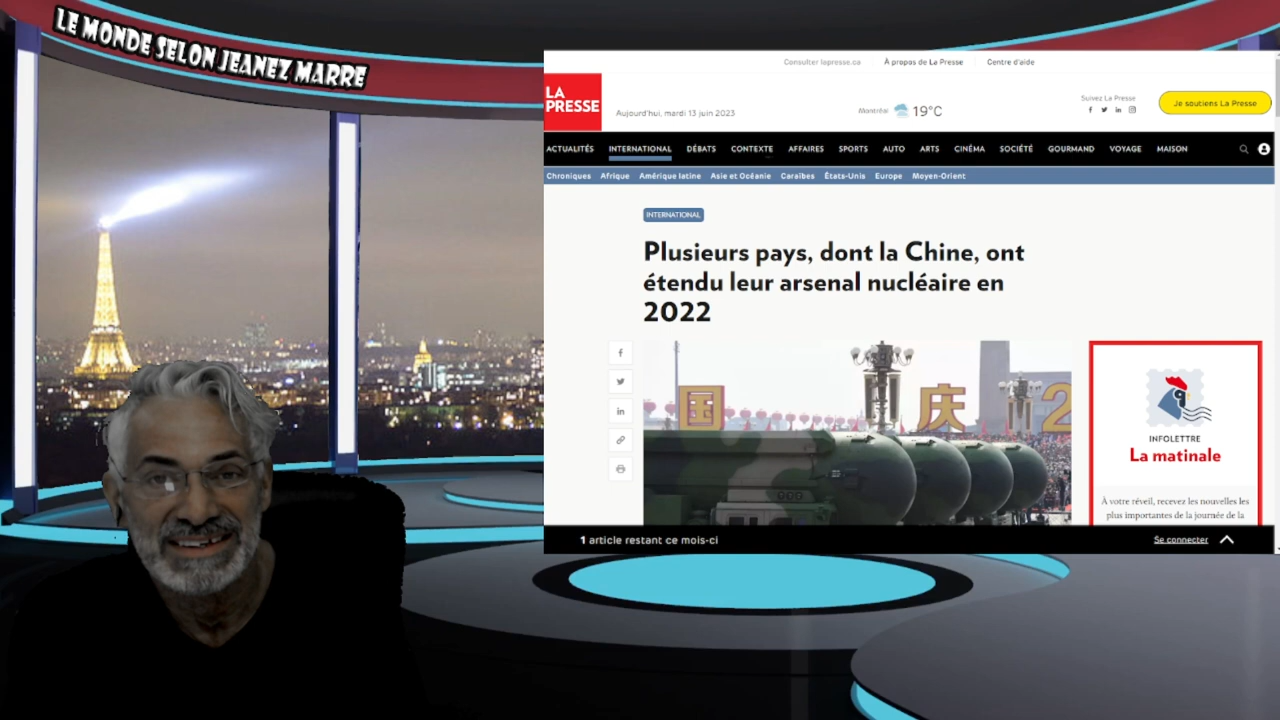 LE MONDE SELON JEANEZ MARRE
Consulter lapresse.ca À propos de La Presse Centre d'aide
LA
PRESSE
Aujourd'hui, mardi 13 juin 2023
Montréal 19°C
Suivez La Presse
Je soutiens La Presse
ACTUALITÉS INTERNATIONAL DÉBATS CONTEXTE AFFAIRES SPORTS AUTO ARTS CINÉMA SOCIÉTÉ GOURMAND VOYAGE MAISON
Chroniques Afrique Amérique latine Asie et Océanie Caraïbes États-Unis Europe Moyen-Orient
INTERNATIONAL
Plusieurs pays, dont la Chine, ont
étendu leur arsenal nucléaire en
2022
国 庆 2
INFOLETTRE
La matinale
À votre réveil, recevez les nouvelles les
plus importantes de la journée de la
1 article restant ce mois-ci
Se connecter